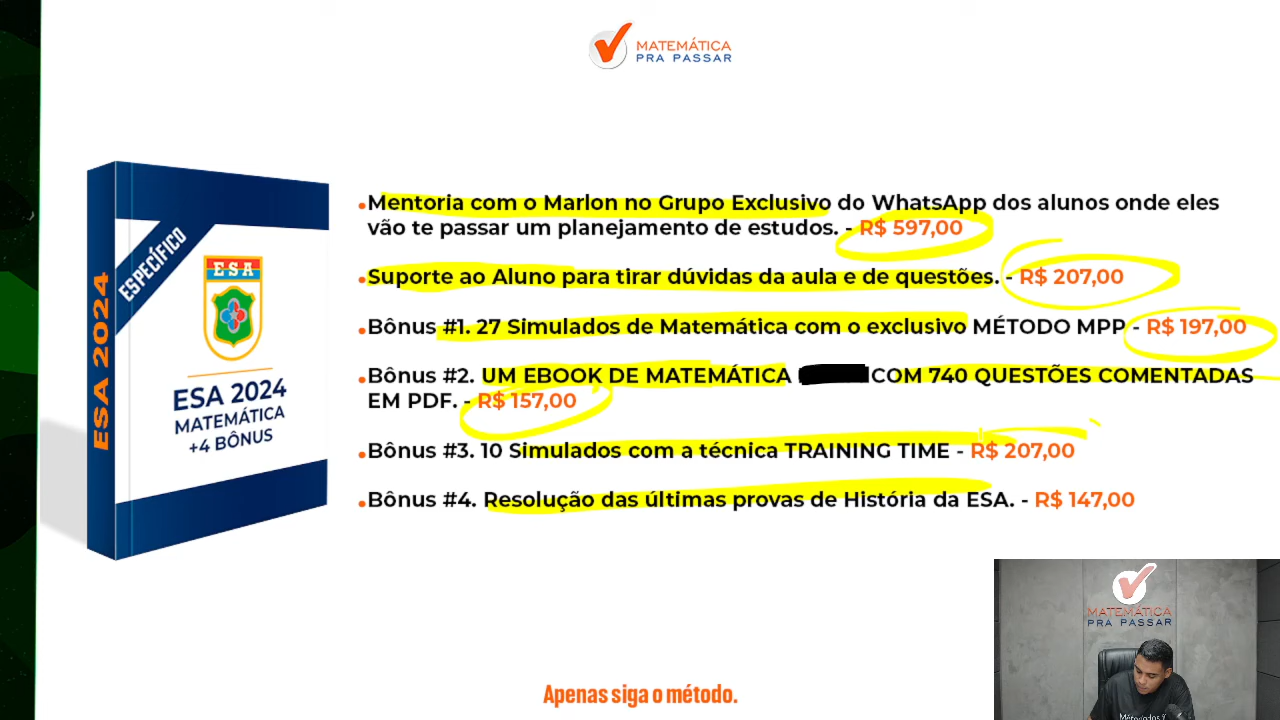 MATEMÁTICA
PRA PASSAR
ESA 2024
ESPECÍFICO
ESA
ESA 2024
MATEMÁTICA
+4 BÔNUS
Mentoria com o Marlon no Grupo Exclusivo do WhatsApp dos alunos onde eles
vão te passar um planejamento de estudos. - R$ 597,00
Suporte ao Aluno para tirar dúvidas da aula e de questões. - R$ 207,00
Bônus #1. 27 Simulados de Matemática com o exclusivo MÉTODO MPP - R$ 197,00
Bônus #2. UM EBOOK DE MATEMÁTICA COM 740 QUESTÕES COMENTADAS
EM PDF. - R$ 157,00
Bônus #3. 10 Simulados com a técnica TRAINING TIME - R$ 207,00
Bônus #4. Resolução das últimas provas de História da ESA. - R$ 147,00
MATEMÁTICA
PRA PASSAR
Apenas siga o método.